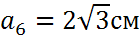 a₆ = 2√3см